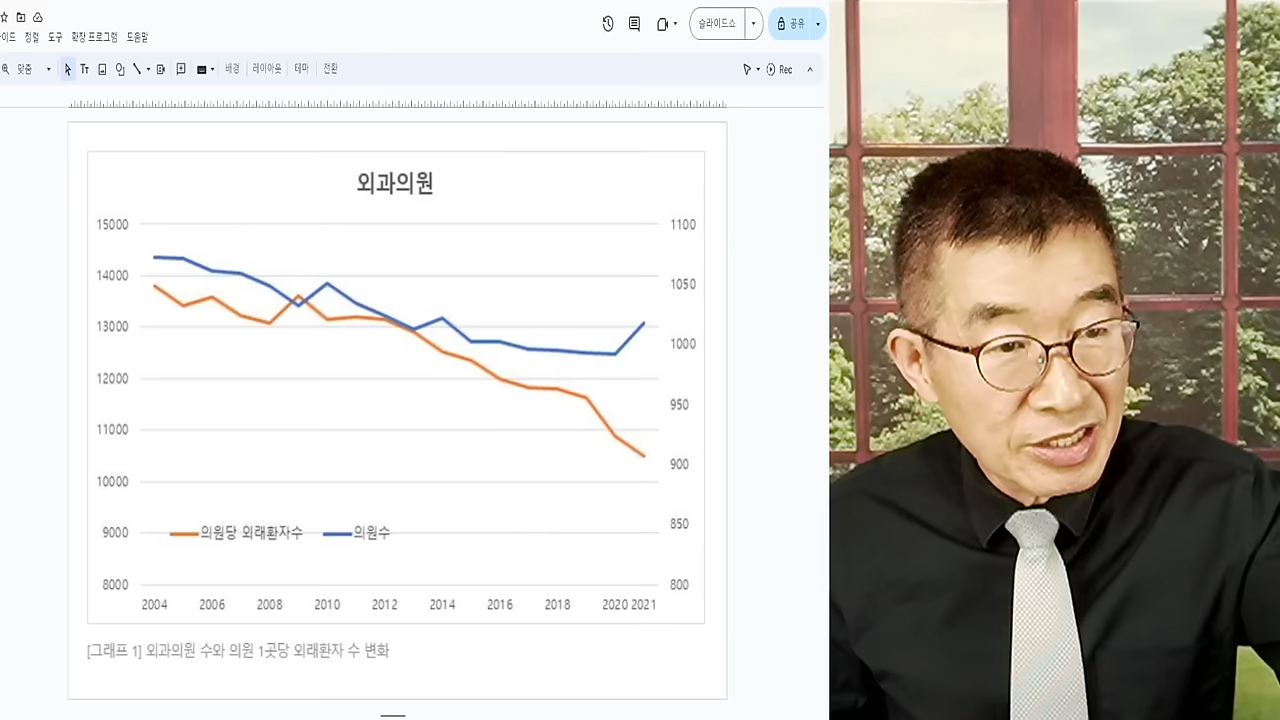 이드 정렬 도구 확장 프로그램 도움말
슬라이드쇼
공유
맞춤
Tт
배경 레이아웃 테마 전환
Rec
외과의원
15000
14000
13000
12000
11000
10000
9000
8000
1100
1050
1000
950
900
850
800
의원당 외래환자수 의원수
2004 2006 2008 2010 2012 2014 2016 2018 2020 2021
[그래프 1] 외과의원 수와 의원 1곳당 외래환자 수 변화